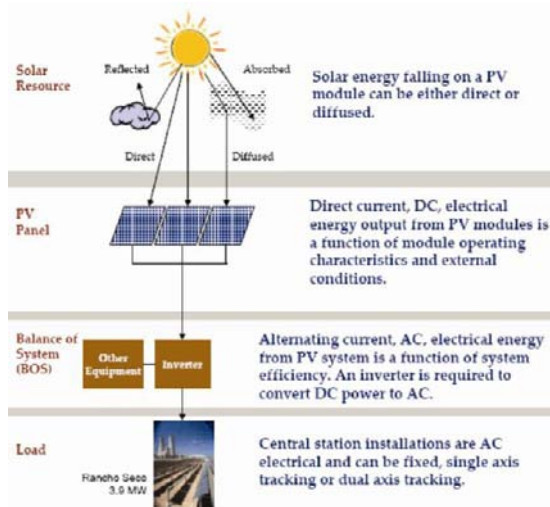 Solar
Resource
Reflected
Absorbed
Direct
Diffused
Solar energy falling on a PV
module can be either direct or
diffused.
PV
Panel
Direct current, DC, electrical
energy output from PV modules is
a function of module operating
characteristics and external
conditions.
Balance of
System
(BOS)
Other
Equipment
Inverter
Alternating current, AC, electrical energy
from PV system is a function of system
efficiency. An inverter is required to
convert DC power to AC.
Load
Rancho Seco
3.9 MW
Central station installations are AC
electrical and can be fixed, single axis
tracking or dual axis tracking.